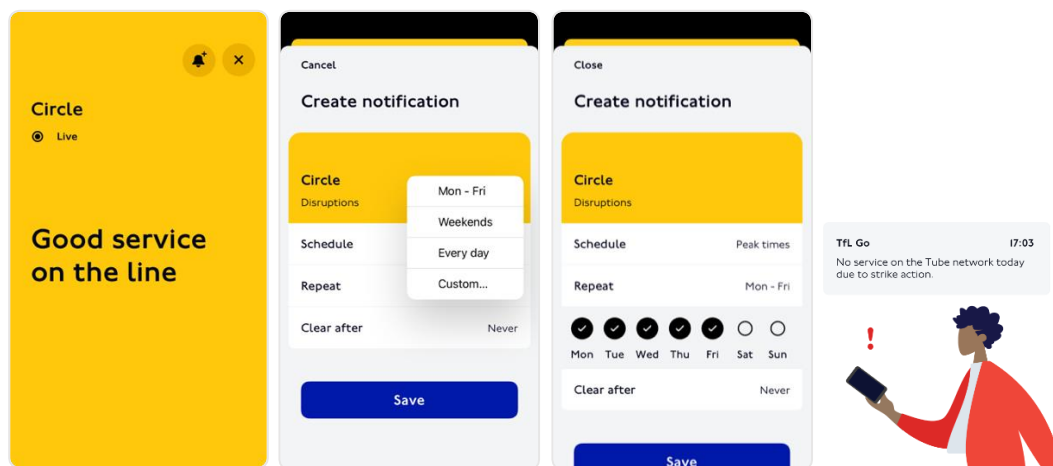 Circle
Live
Good service
on the line
Cancel
Create notification
Circle
Disruptions
Mon - Fri
Weekends
Every day
Custom...
Schedule
Repeat
Clear after
Never
Save
Close
Create notification
Circle
Disruptions
Schedule
Peak times
Repeat
Mon - Fri
Mon Tue Wed Thu Fri Sat Sun
Clear after
Never
Save
TfL Go 17:03
No service on the Tube network today
due to strike action.
!